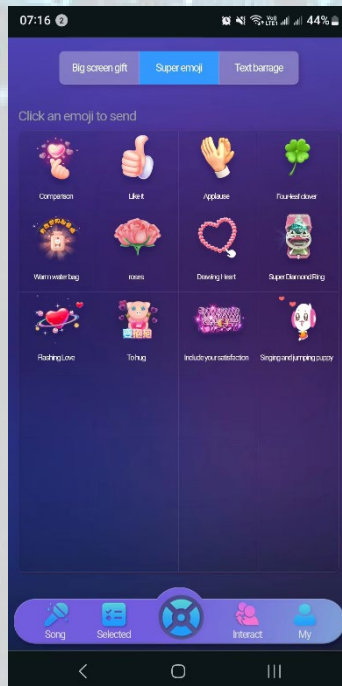 07:16 2 44%
Big screen gift Super emoji Text barrage
Click an emoji to send
Comparison Like it Applause Four-leaf clover
Warm water bag roses Drawing Heart Super Diamond Ring
Flashing Love To hug Include your satisfaction Singing and jumping puppy
Song Selected Interact My